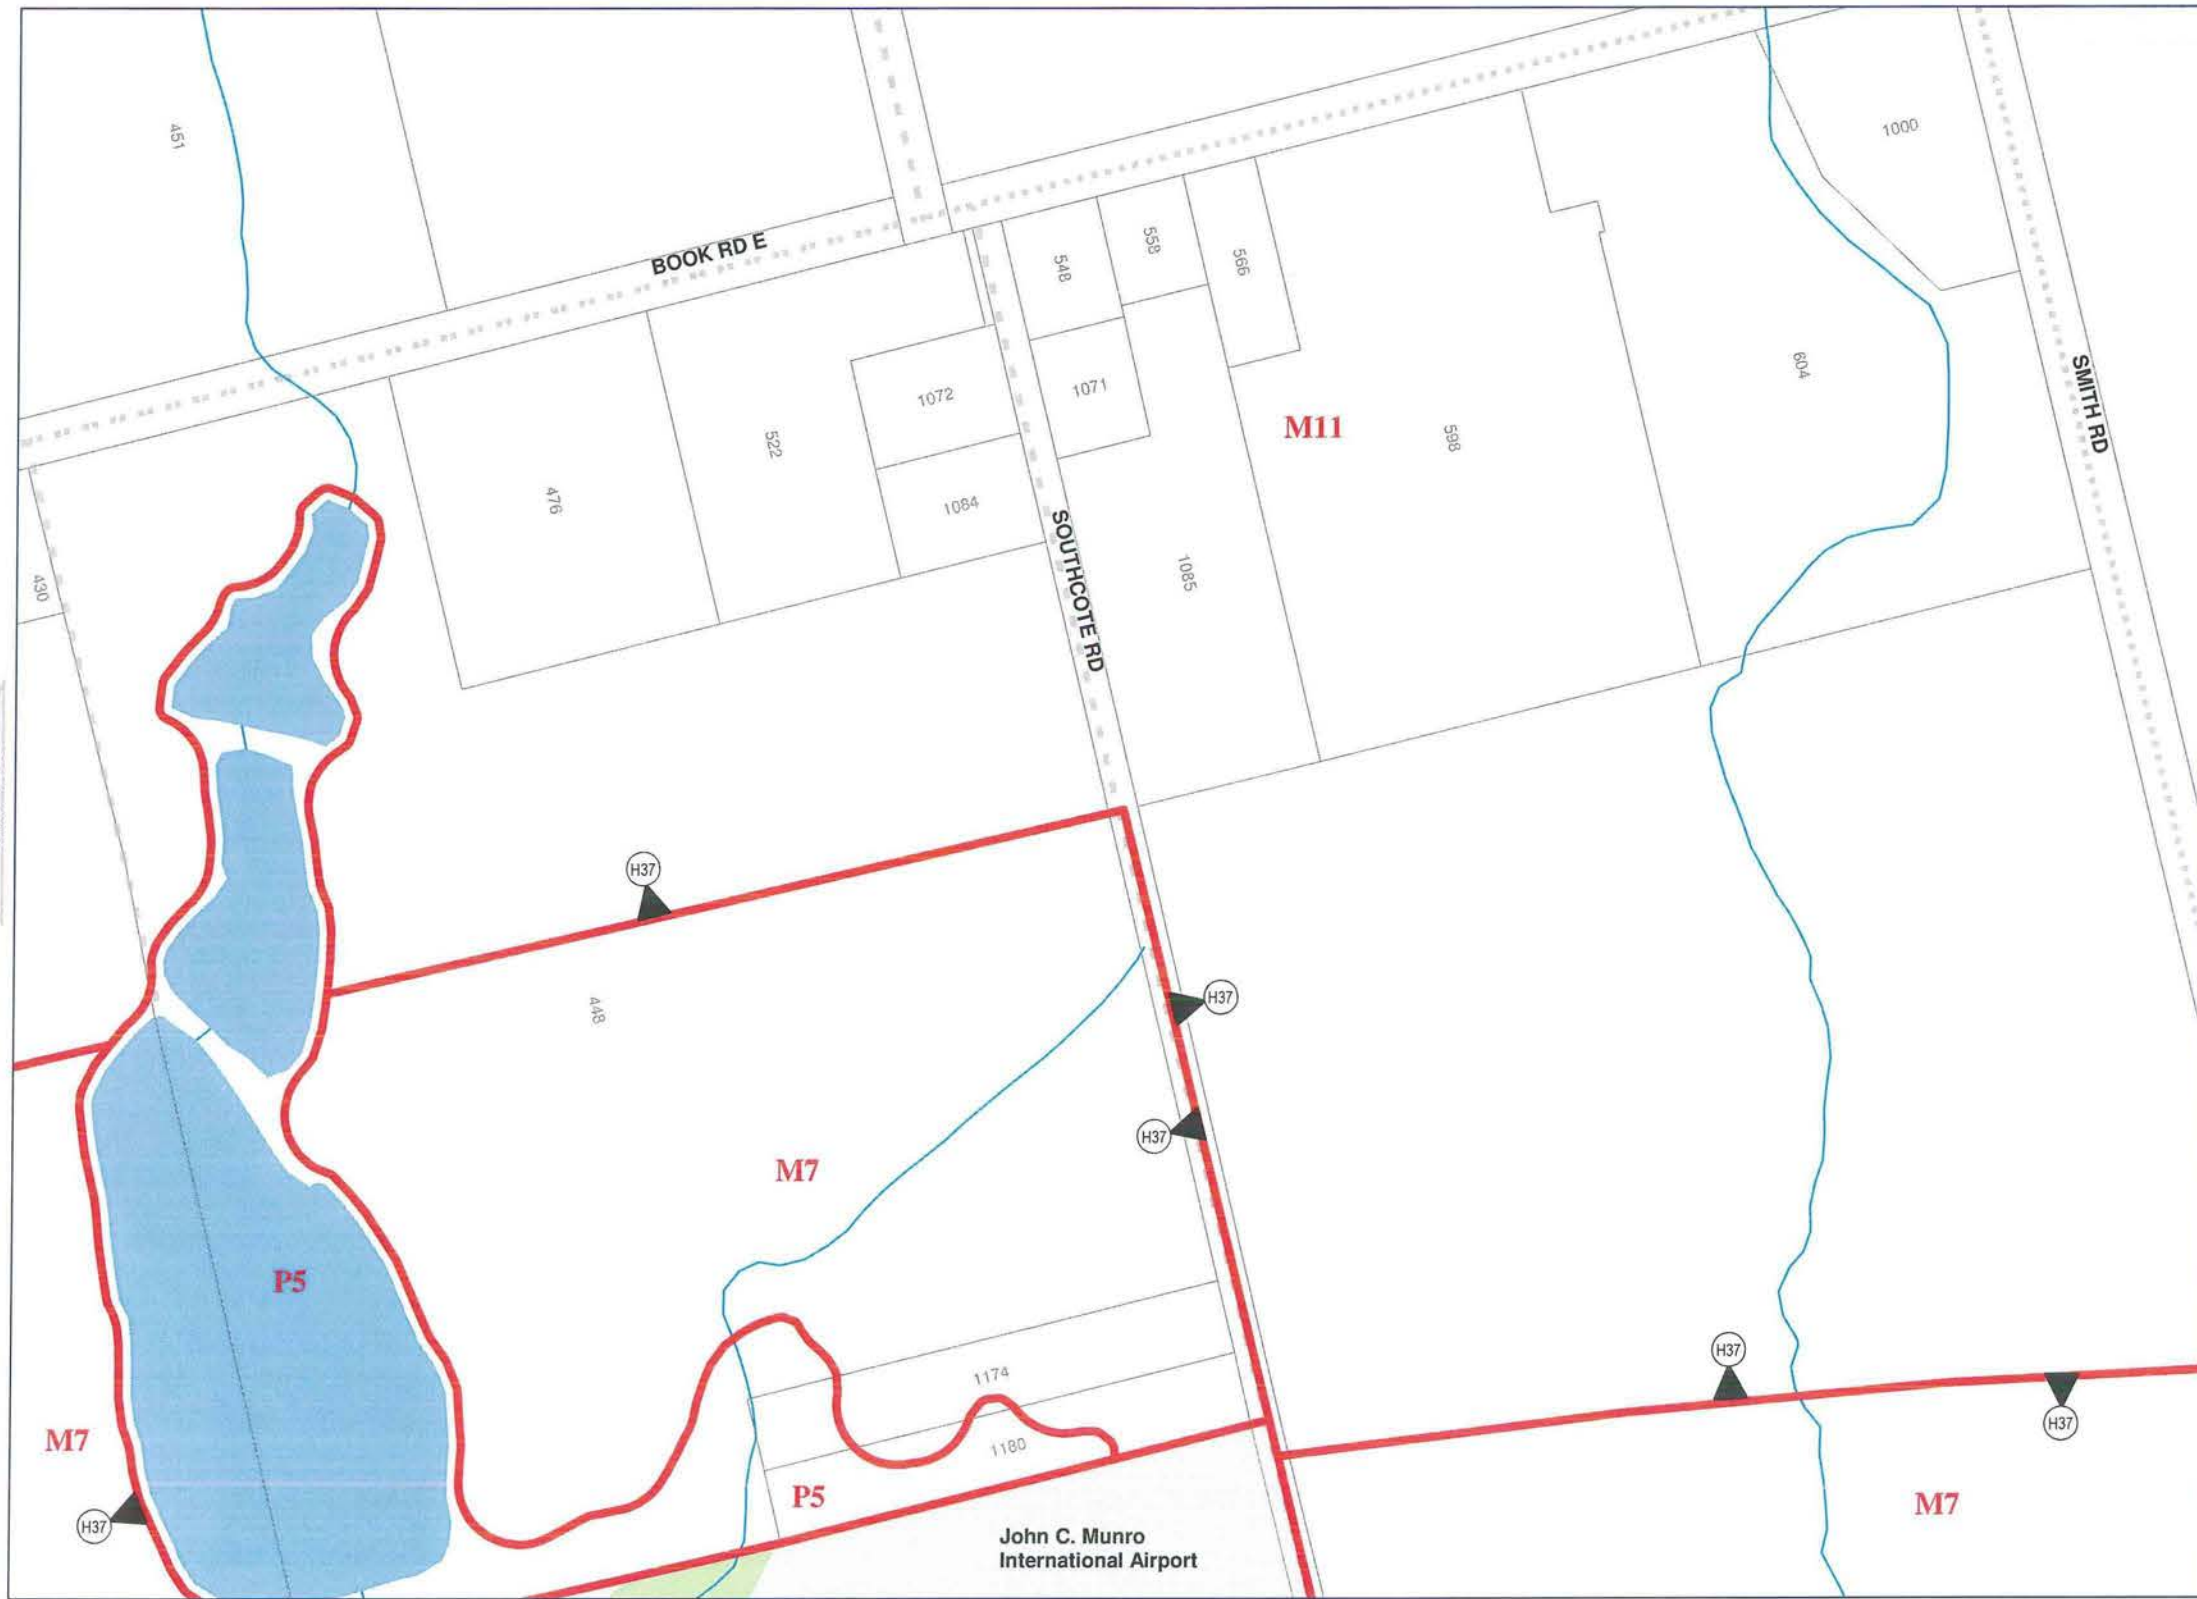 451
1000
BOOK RD E
558
548
566
604
SMITH RD
1072
1071
M11
522
598
476
1084
SOUTHCOTE RD
1085
430
H37
448
H37
H37
M7
P5
H37
1174
H37
M7
1180
P5
M7
H37
John C. Munro
International Airport